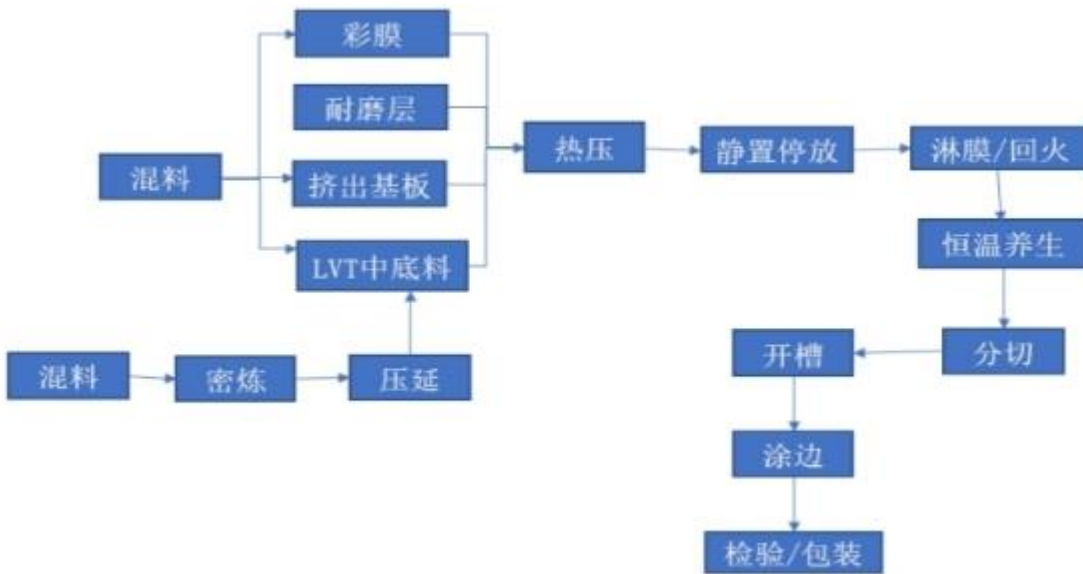 彩膜
耐磨层
混料
挤出基板
LVT中底料
热压
静置停放
淋膜/回火
恒温养生
混料
密炼
压延
开槽
分切
涂边
检验/包装